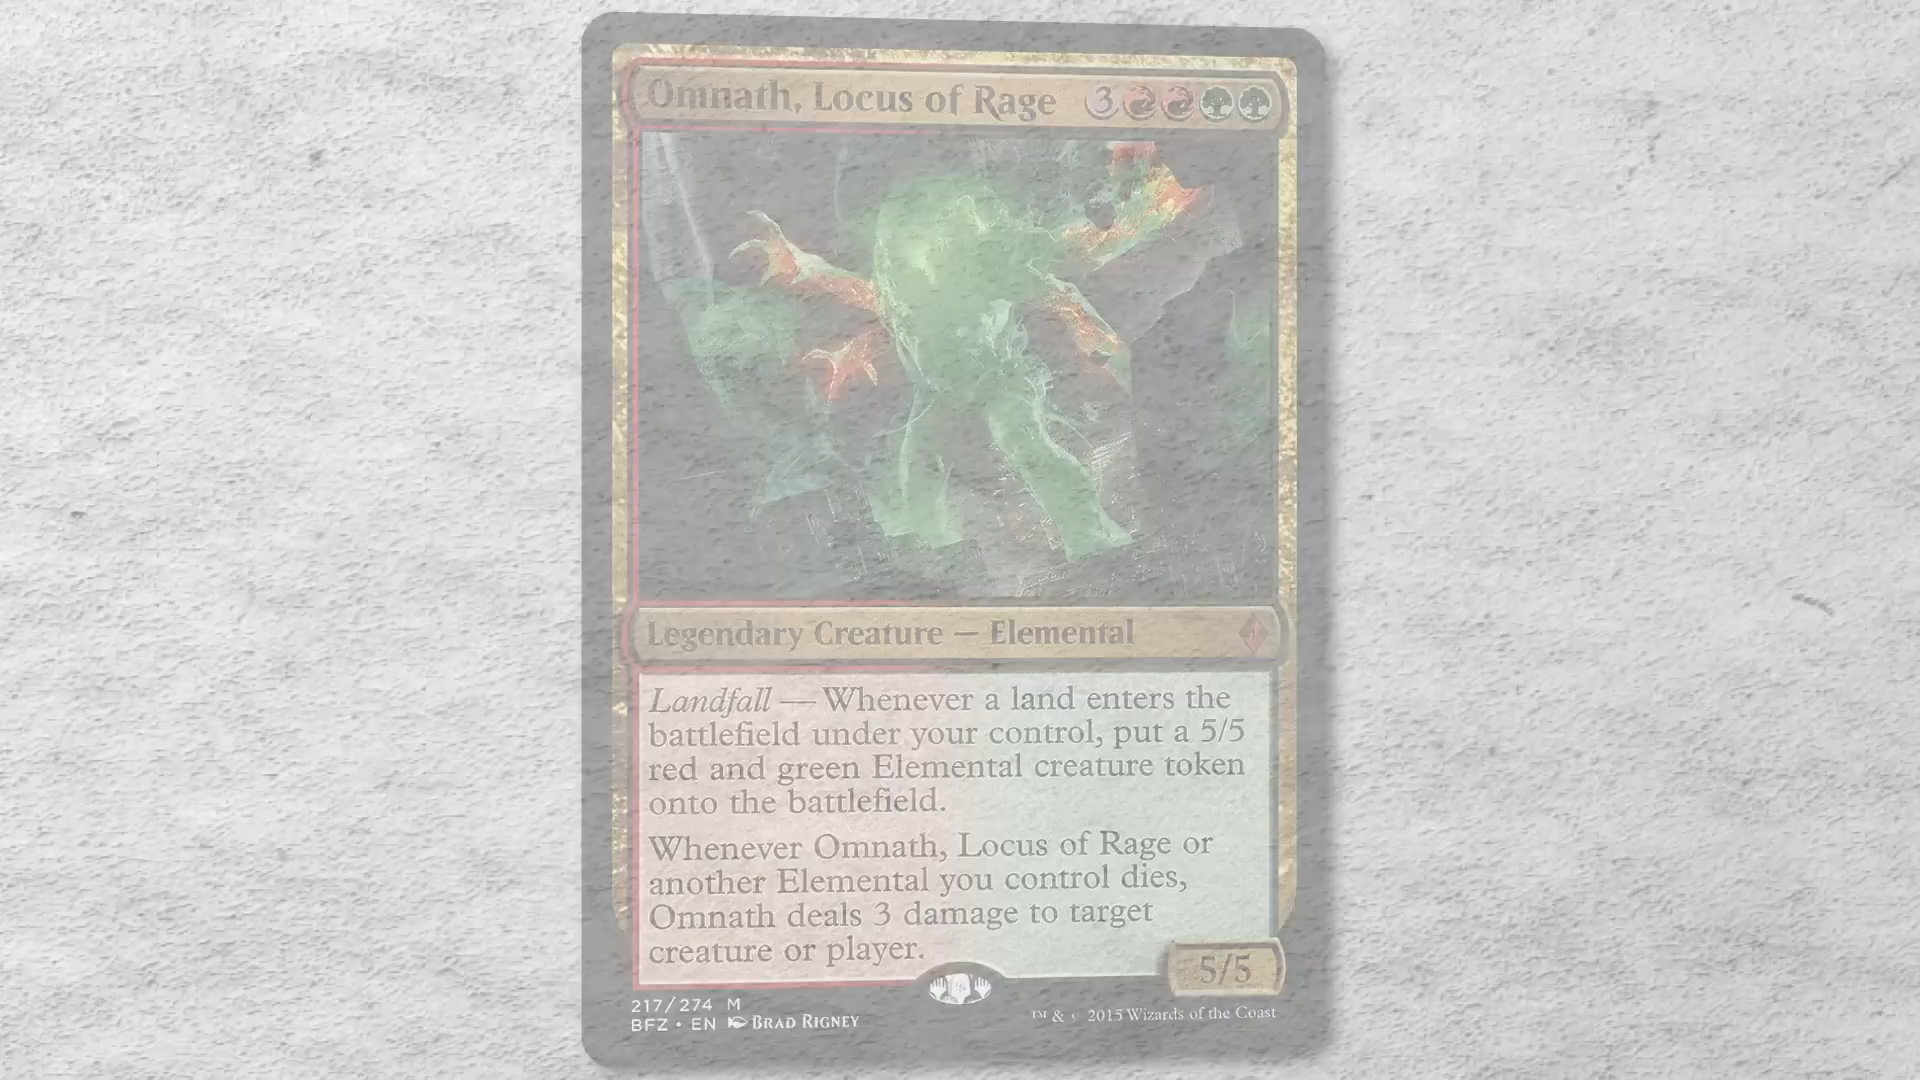 Omnath, Locus of Rage 3
Legendary Creature — Elemental
Landfall — Whenever a land enters the
battlefield under your control, put a 5/5
red and green Elemental creature token
onto the battlefield.
Whenever Omnath, Locus of Rage or
another Elemental you control dies,
Omnath deals 3 damage to target
creature or player.
5/5
217/274 M
BFZ • EN BRAD RIGNEY
™ & © 2015 Wizards of the Coast